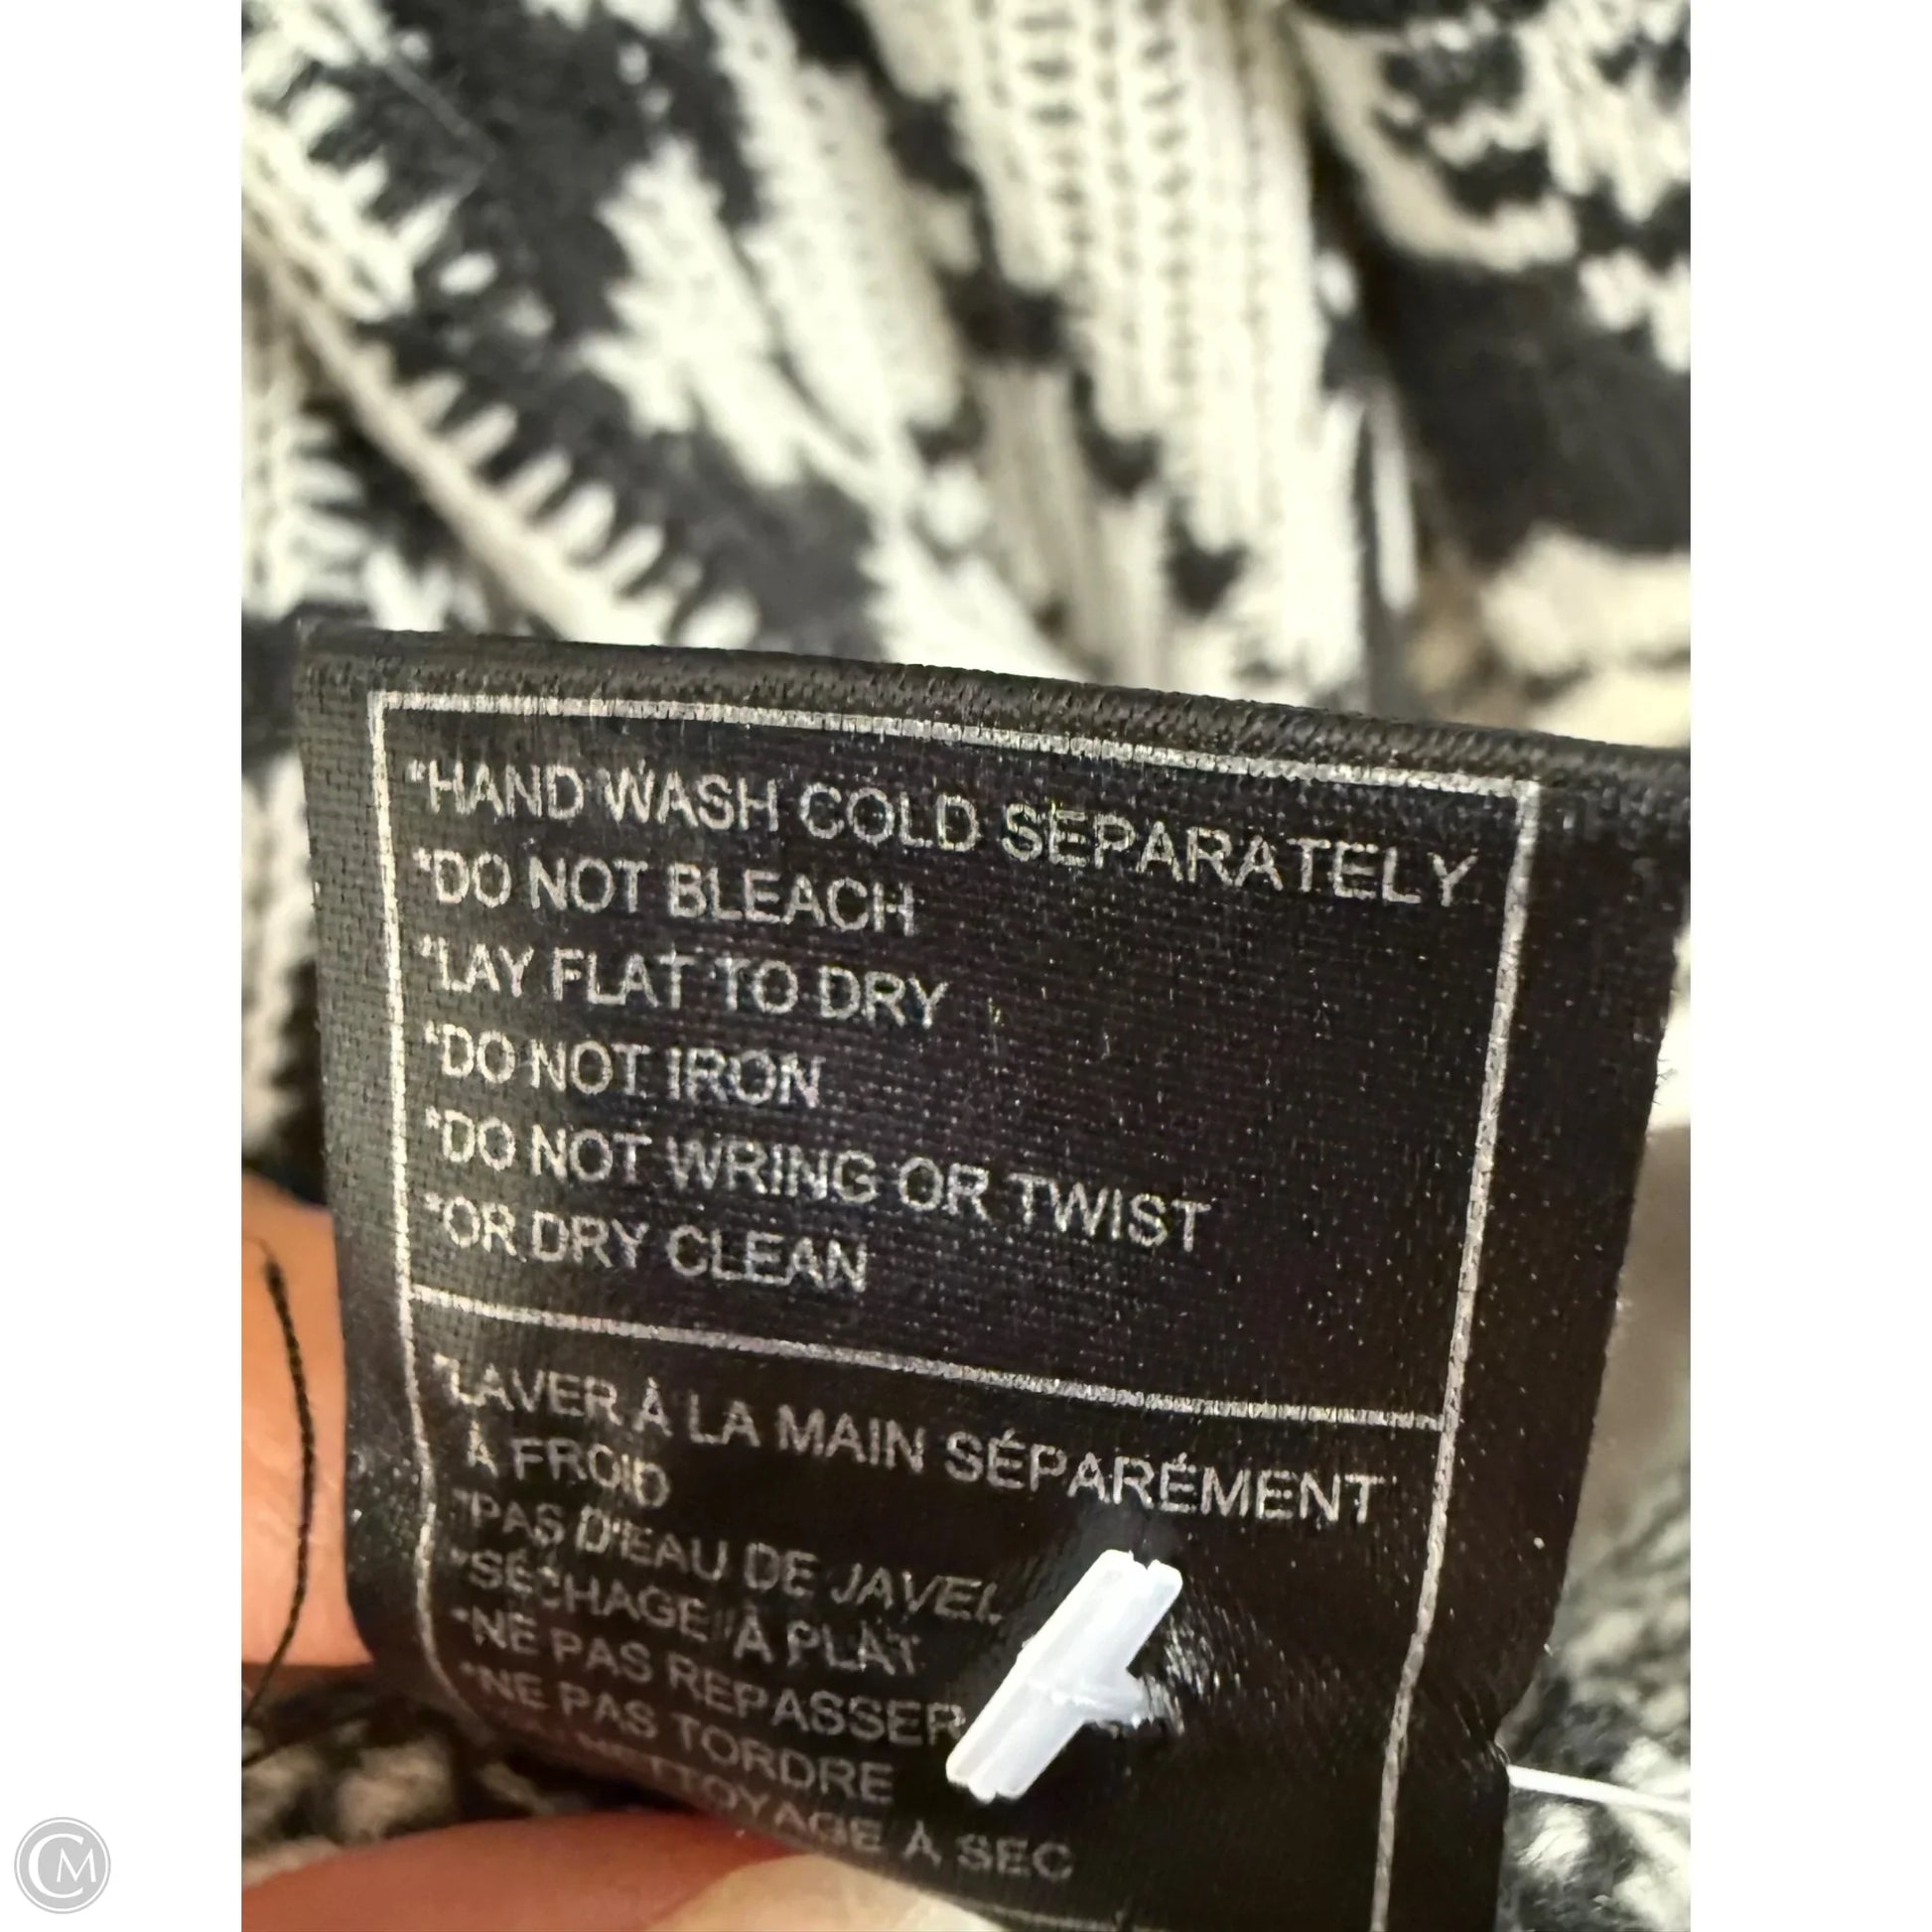 *HAND WASH COLD SEPARATELY
*DO NOT BLEACH
*LAY FLAT TO DRY
*DO NOT IRON
*DO NOT WRING OR TWIST
*OR DRY CLEAN
*LAVER À LA MAIN SÉPARÉMENT
À FROID
*PAS D'EAU DE JAVEL
*SÉCHAGE À PLAT
*NE PAS REPASSER
*NE PAS TORDRE
À SEC
CM